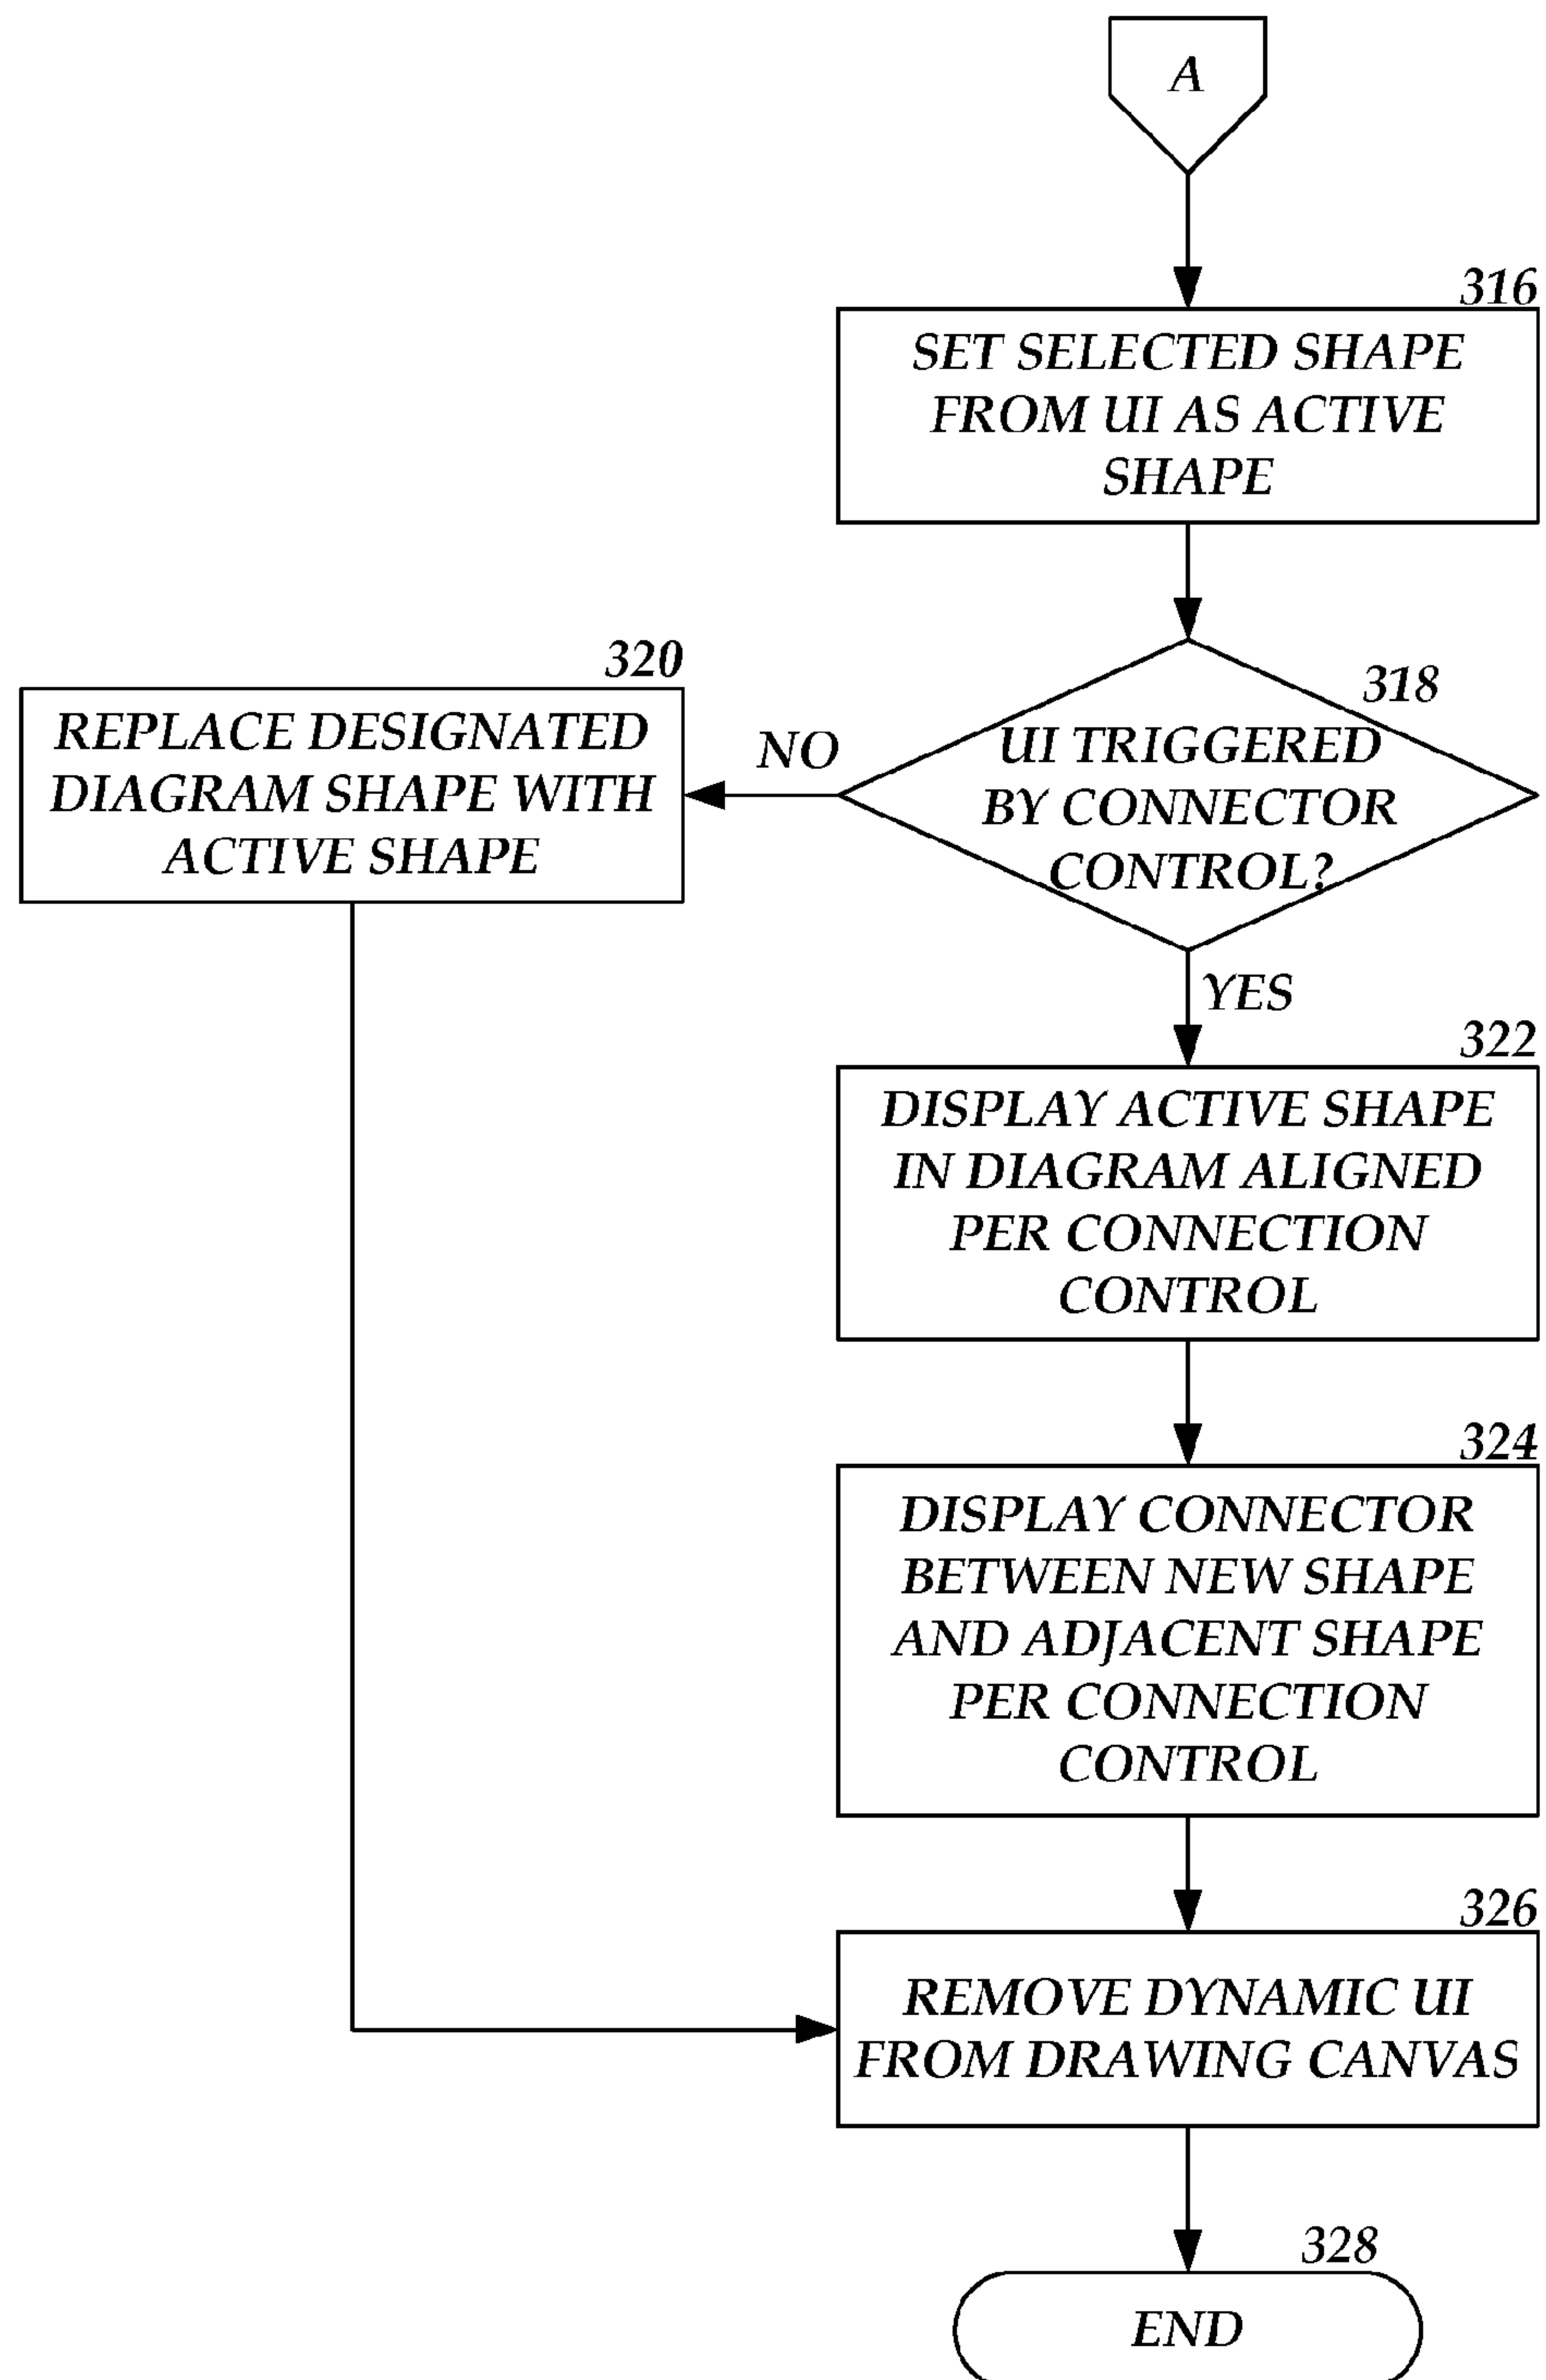 A
316
SET SELECTED SHAPE
FROM UI AS ACTIVE
SHAPE
318
UI TRIGGERED
BY CONNECTOR
CONTROL?
NO
320
REPLACE DESIGNATED
DIAGRAM SHAPE WITH
ACTIVE SHAPE
YES
322
DISPLAY ACTIVE SHAPE
IN DIAGRAM ALIGNED
PER CONNECTION
CONTROL
324
DISPLAY CONNECTOR
BETWEEN NEW SHAPE
AND ADJACENT SHAPE
PER CONNECTION
CONTROL
326
REMOVE DYNAMIC UI
FROM DRAWING CANVAS
328
END